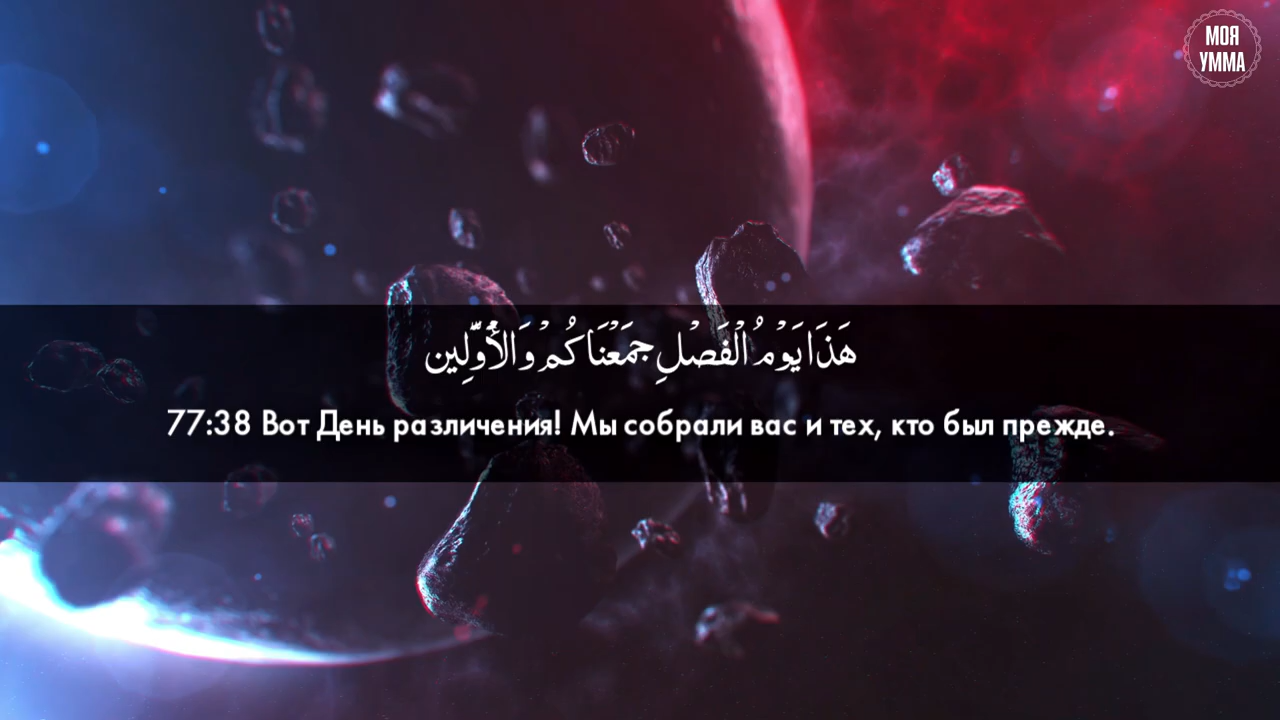 МОЯ
УММА
هَذَا يَوْمُ الْفَصْلِ جَمَعْنَاكُمْ وَالْأَوَّلِين
77:38 Вот День различения! Мы собрали вас и тех, кто был прежде.